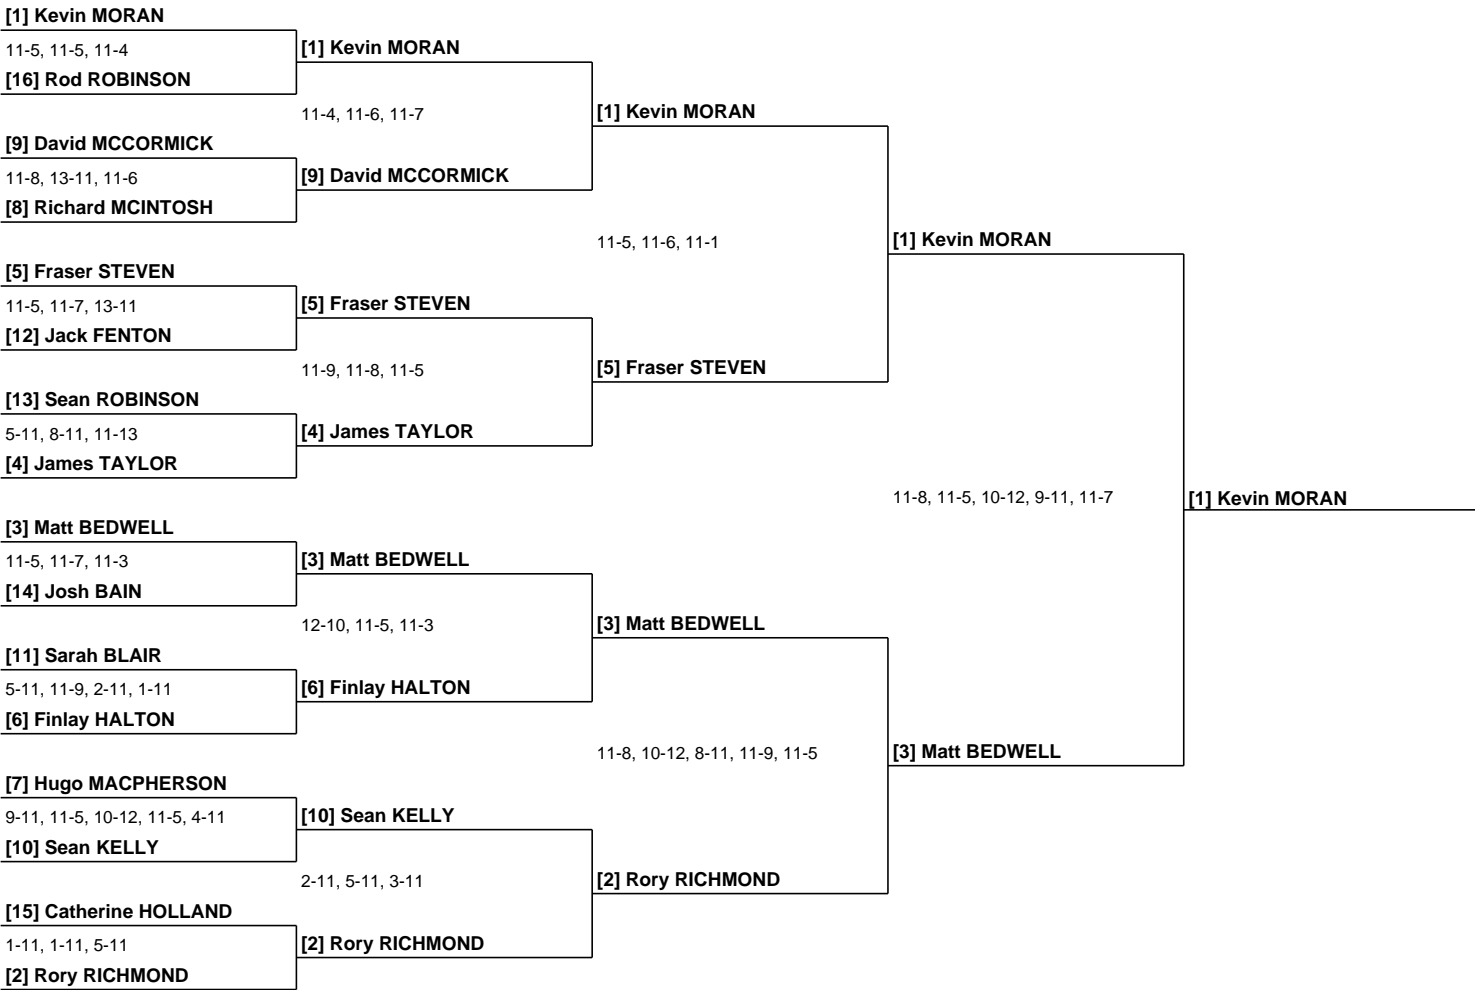 [1] Kevin MORAN
11-5, 11-5, 11-4
[16] Rod ROBINSON
[9] David MCCORMICK
11-8, 13-11, 11-6
[8] Richard MCINTOSH
[5] Fraser STEVEN
11-5, 11-7, 13-11
[12] Jack FENTON
[13] Sean ROBINSON
5-11, 8-11, 11-13
[4] James TAYLOR
[3] Matt BEDWELL
11-5, 11-7, 11-3
[14] Josh BAIN
[11] Sarah BLAIR
5-11, 11-9, 2-11, 1-11
[6] Finlay HALTON
[7] Hugo MACPHERSON
9-11, 11-5, 10-12, 11-5, 4-11
[10] Sean KELLY
[15] Catherine HOLLAND
1-11, 1-11, 5-11
[2] Rory RICHMOND
[1] Kevin MORAN
11-4, 11-6, 11-7
[9] David MCCORMICK
[5] Fraser STEVEN
11-9, 11-8, 11-5
[4] James TAYLOR
[3] Matt BEDWELL
12-10, 11-5, 11-3
[6] Finlay HALTON
[10] Sean KELLY
2-11, 5-11, 3-11
[2] Rory RICHMOND
[1] Kevin MORAN
11-5, 11-6, 11-1
[5] Fraser STEVEN
[3] Matt BEDWELL
11-8, 10-12, 8-11, 11-9, 11-5
[2] Rory RICHMOND
[1] Kevin MORAN
11-8, 11-5, 10-12, 9-11, 11-7
[3] Matt BEDWELL
[1] Kevin MORAN